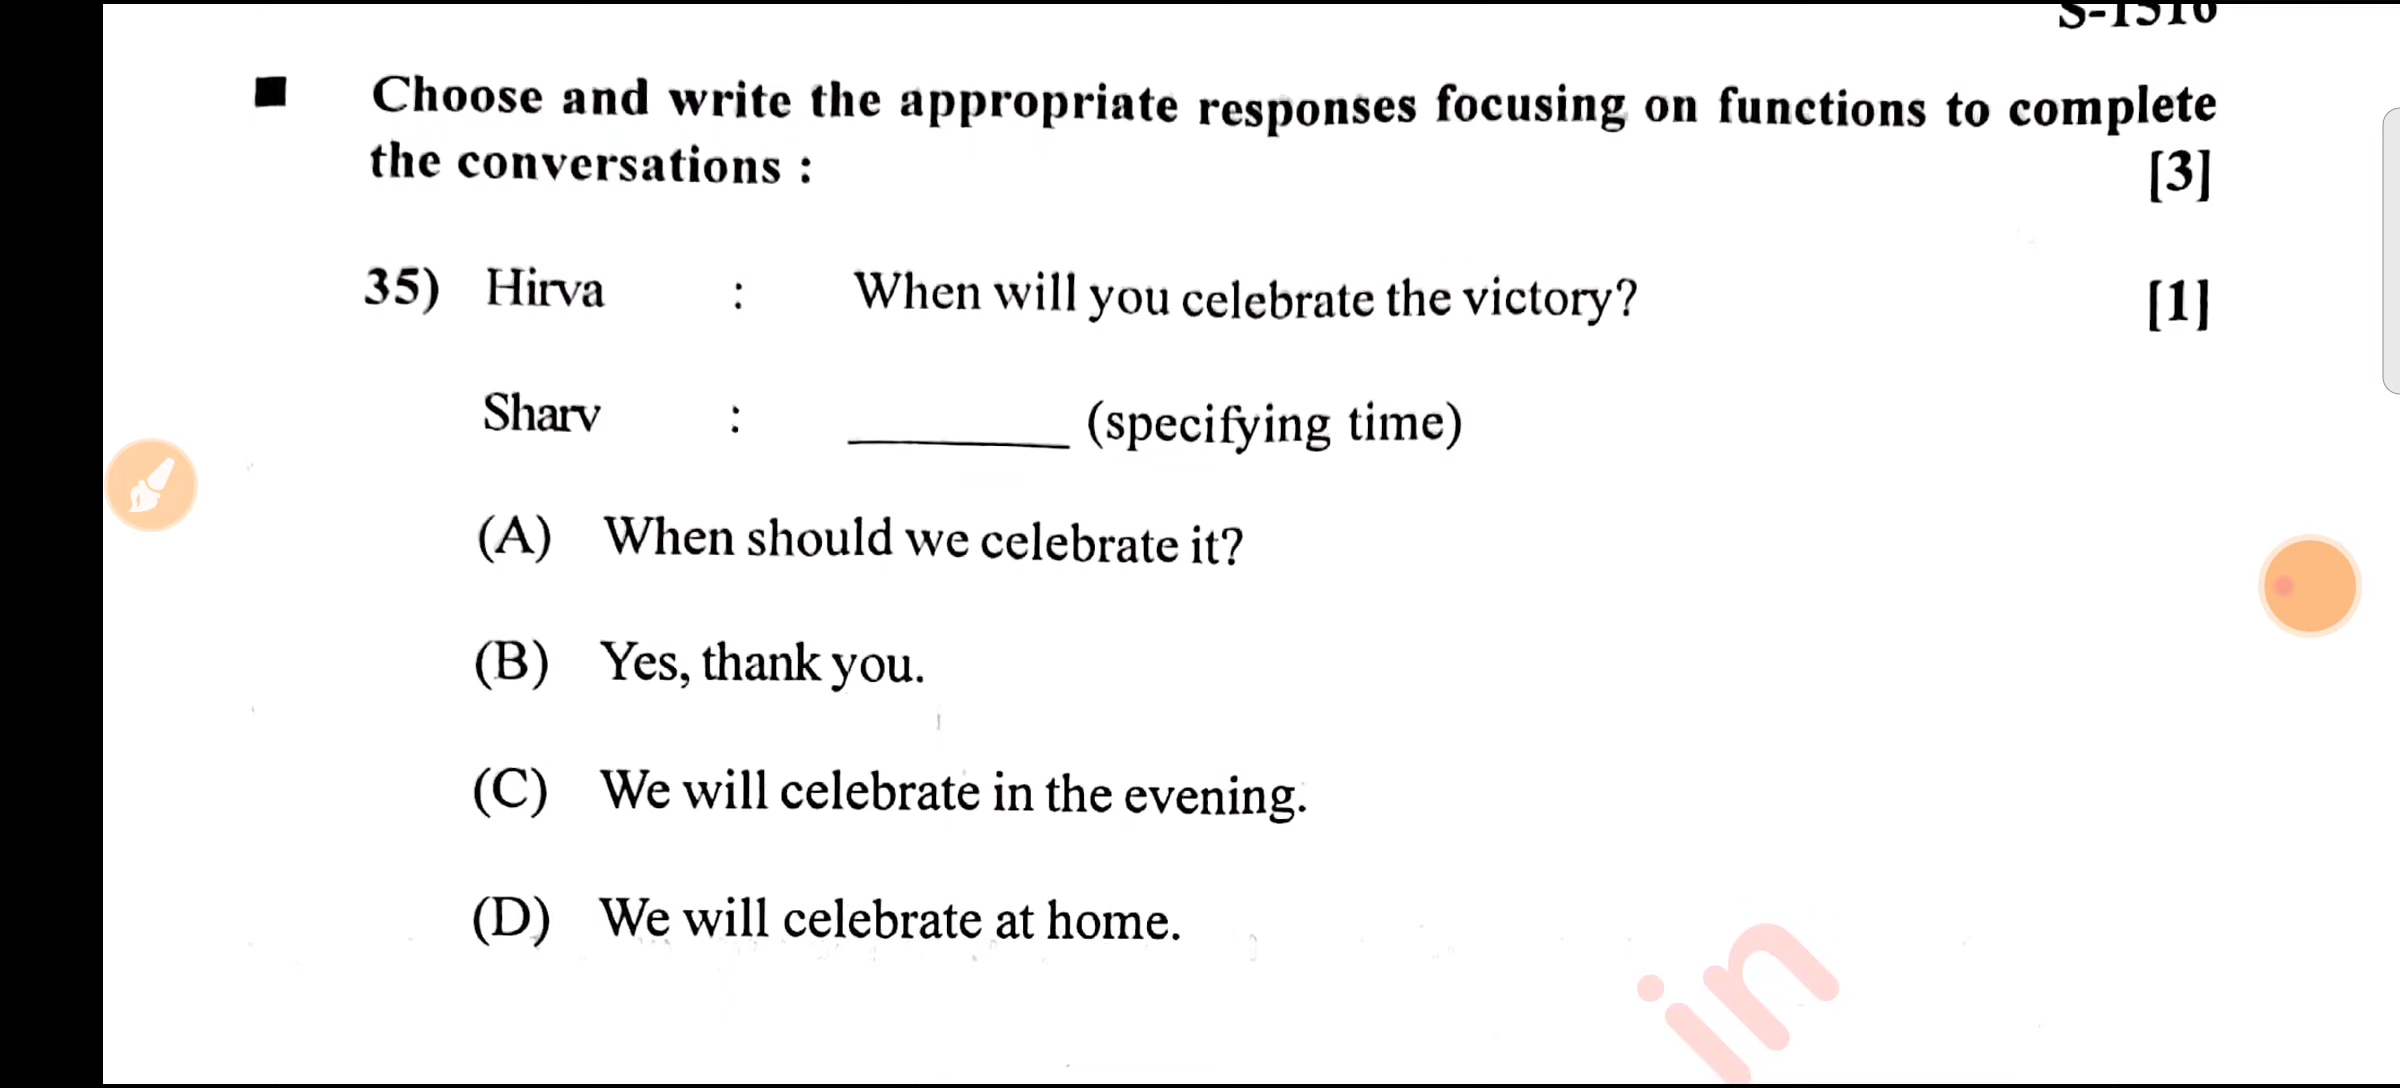 S-1510
■ Choose and write the appropriate responses focusing on functions to complete
the conversations : [3]
35) Hirva : When will you celebrate the victory? [1]
Sharv : ________ (specifying time)
(A) When should we celebrate it?
(B) Yes, thank you.
(C) We will celebrate in the evening.
(D) We will celebrate at home.
in